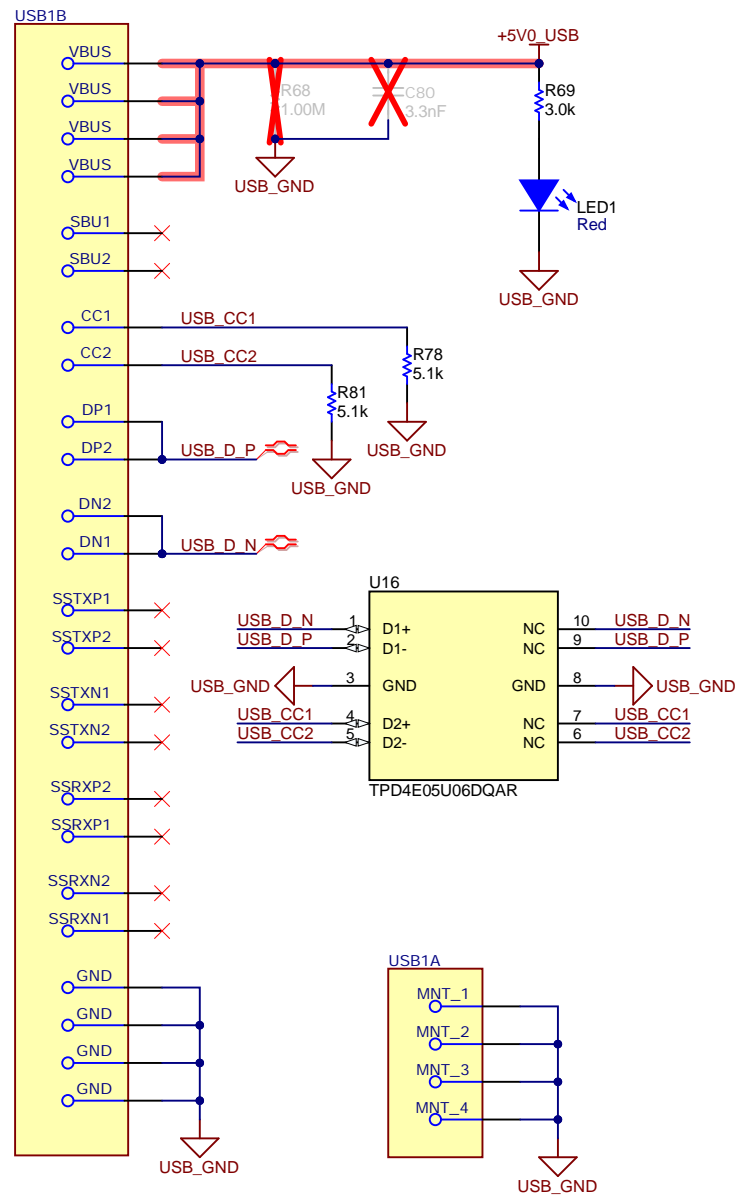 USB1B
VBUS
VBUS
VBUS
VBUS
SBU1
SBU2
CC1
CC2
DP1
DP2
DN2
DN1
SSTXP1
SSTXP2
SSTXN1
SSTXN2
SSRXP2
SSRXP1
SSRXN2
SSRXN1
GND
GND
GND
GND
USB_GND
+5V0_USB
R68
1.00M
C80
3.3nF
USB_GND
R69
3.0k
LED1
Red
USB_GND
USB_CC1
USB_CC2
R78
5.1k
USB_GND
R81
5.1k
USB_GND
USB_D_P
USB_D_N
U16
USB_D_N 1 D1+ NC 10 USB_D_N
USB_D_P 2 D1- NC 9 USB_D_P
USB_GND 3 GND GND 8 USB_GND
USB_CC1 4 D2+ NC 7 USB_CC1
USB_CC2 5 D2- NC 6 USB_CC2
TPD4E05U06DQAR
USB1A
MNT_1
MNT_2
MNT_3
MNT_4
USB_GND